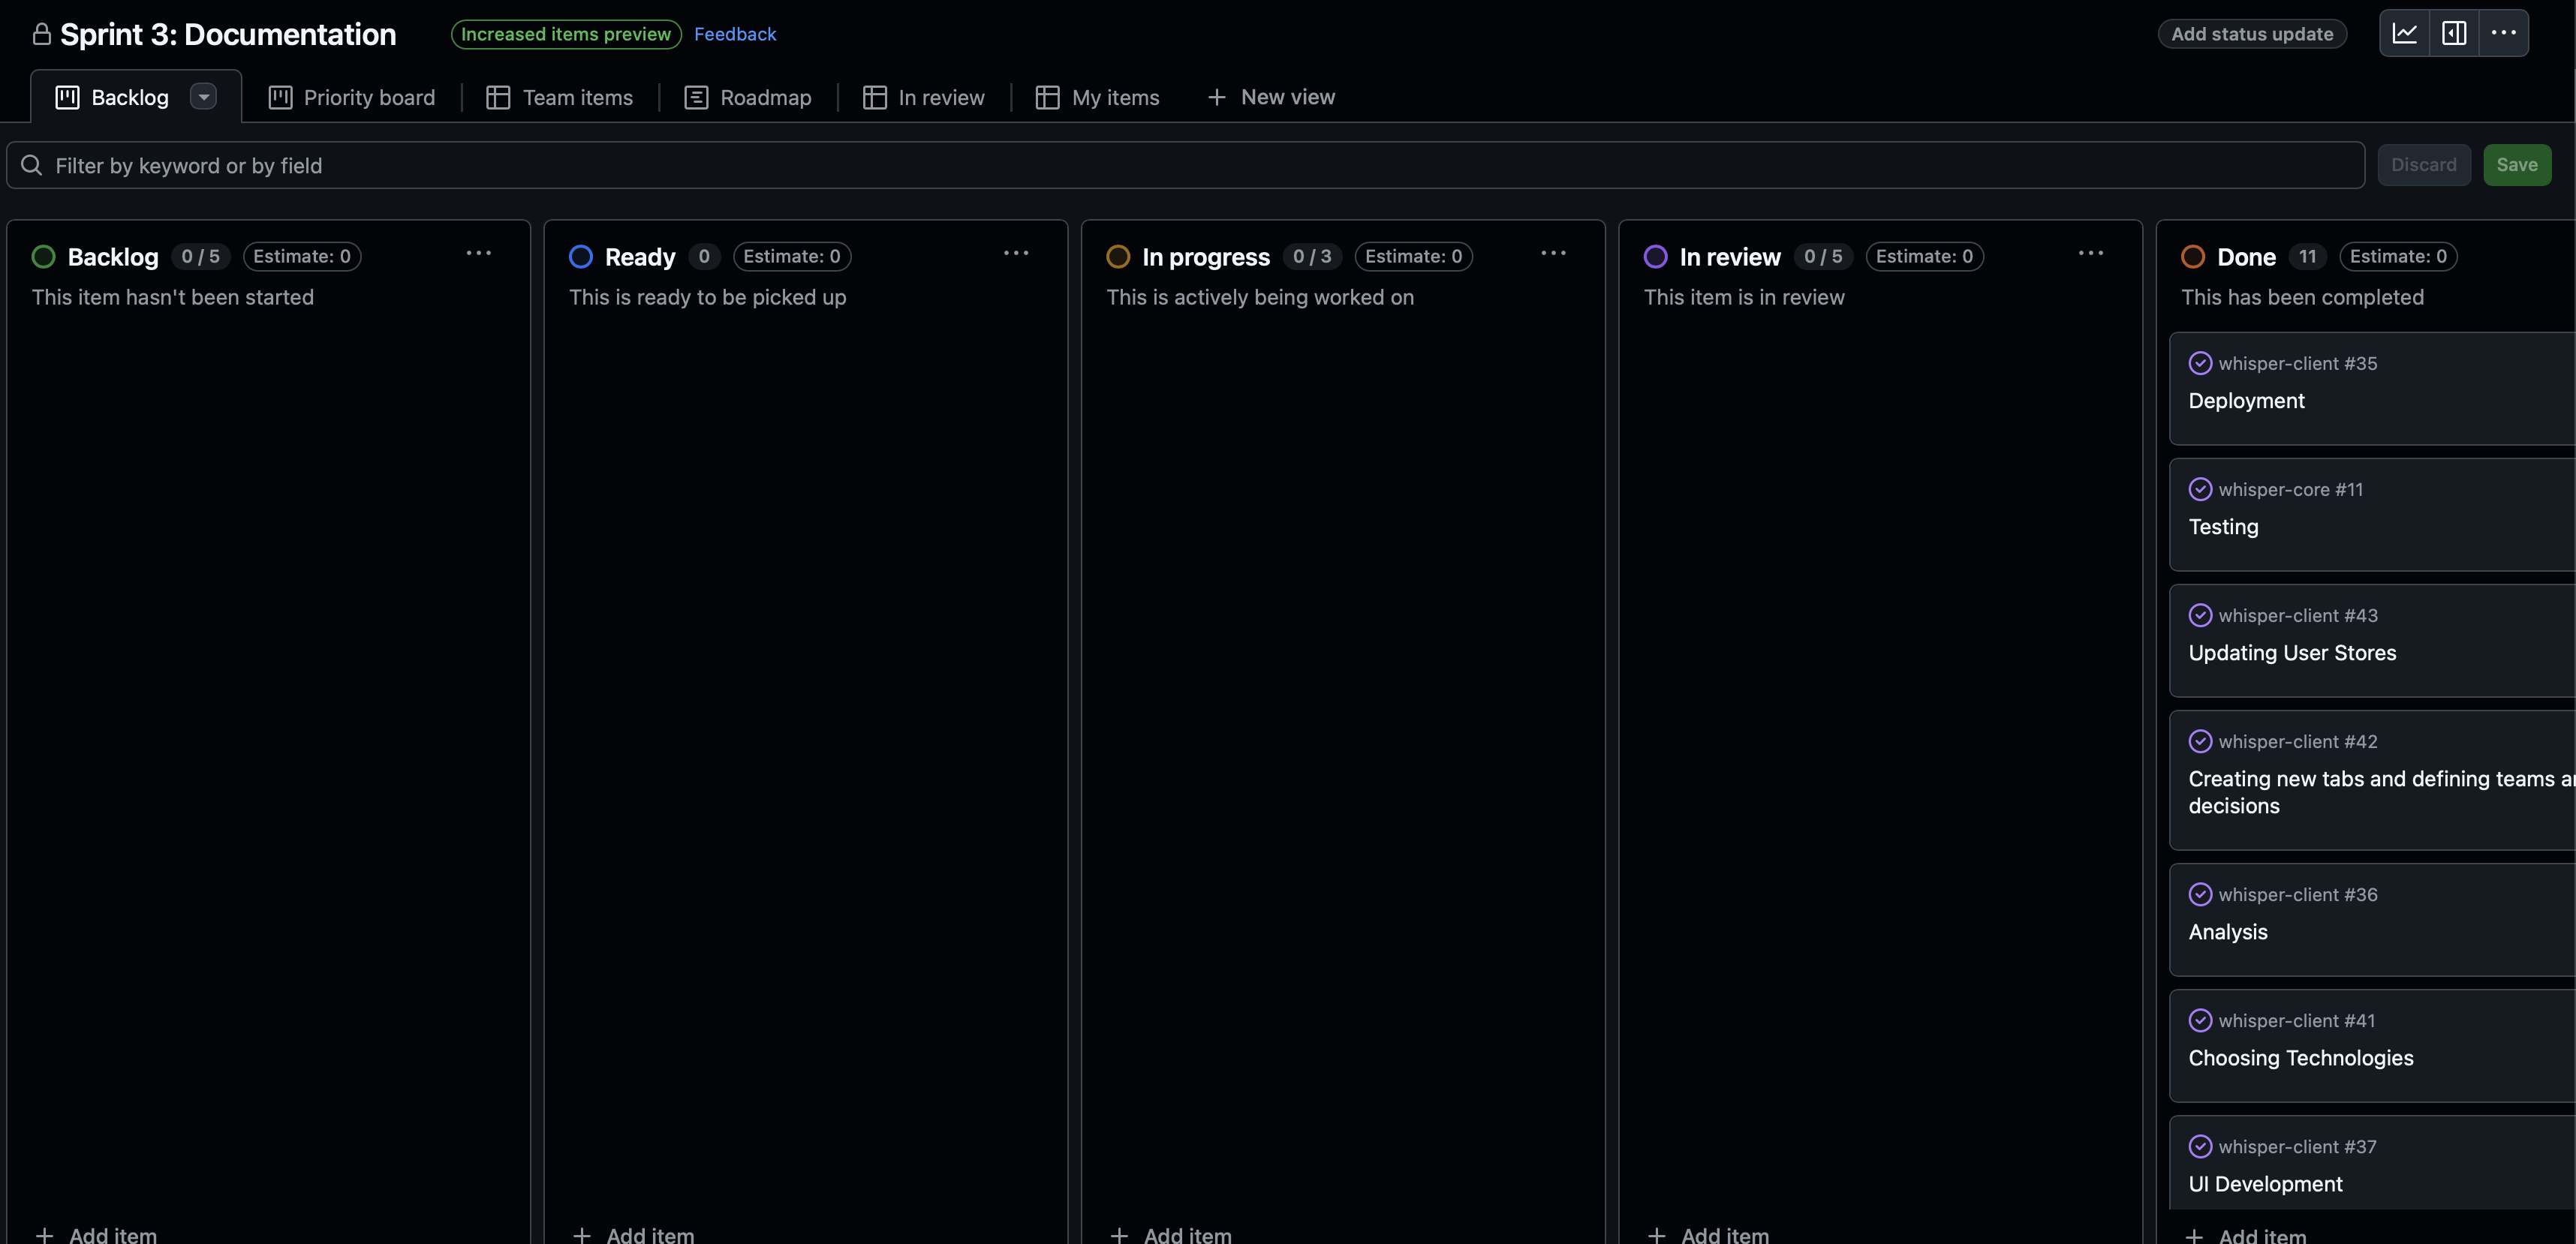 Sprint 3: Documentation
Increased items preview
Feedback
Add status update
Backlog
Priority board
Team items
Roadmap
In review
My items
New view
Filter by keyword or by field
Discard
Save
Backlog 0 / 5 Estimate: 0
This item hasn't been started
Add item
Ready 0 Estimate: 0
This is ready to be picked up
Add item
In progress 0 / 3 Estimate: 0
This is actively being worked on
Add item
In review 0 / 5 Estimate: 0
This item is in review
Add item
Done 11 Estimate: 0
This has been completed
whisper-client #35
Deployment
whisper-core #11
Testing
whisper-client #43
Updating User Stores
whisper-client #42
Creating new tabs and defining teams
decisions
whisper-client #36
Analysis
whisper-client #41
Choosing Technologies
whisper-client #37
UI Development
Add item